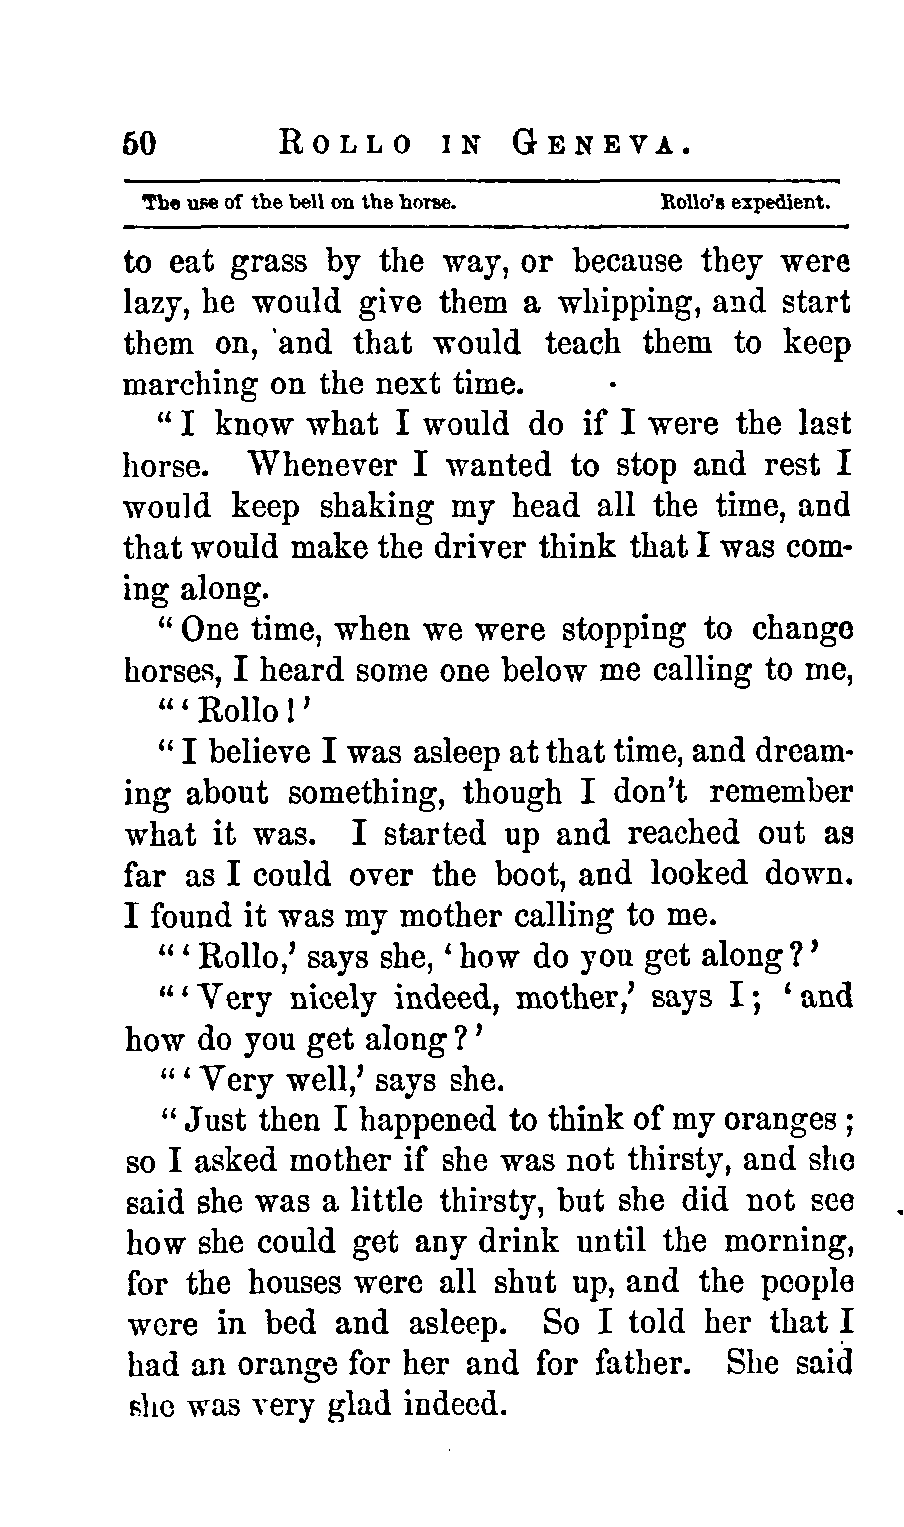 50 ROLLO IN GENEVA.
The use of the bell on the horse. Rollo's expedient.
to eat grass by the way, or because they were
lazy, he would give them a whipping, and start
them on, and that would teach them to keep
marching on the next time.
"I know what I would do if I were the last
horse. Whenever I wanted to stop and rest I
would keep shaking my head all the time, and
that would make the driver think that I was com-
ing along.
"One time, when we were stopping to change
horses, I heard some one below me calling to me,
"'Rollo!'
"I believe I was asleep at that time, and dream-
ing about something, though I don't remember
what it was. I started up and reached out as
far as I could over the boot, and looked down.
I found it was my mother calling to me.
"'Rollo,' says she, 'how do you get along?'
"'Very nicely indeed, mother,' says I; 'and
how do you get along?'
"'Very well,' says she.
"Just then I happened to think of my oranges;
so I asked mother if she was not thirsty, and she
said she was a little thirsty, but she did not see
how she could get any drink until the morning,
for the houses were all shut up, and the people
were in bed and asleep. So I told her that I
had an orange for her and for father. She said
she was very glad indeed.